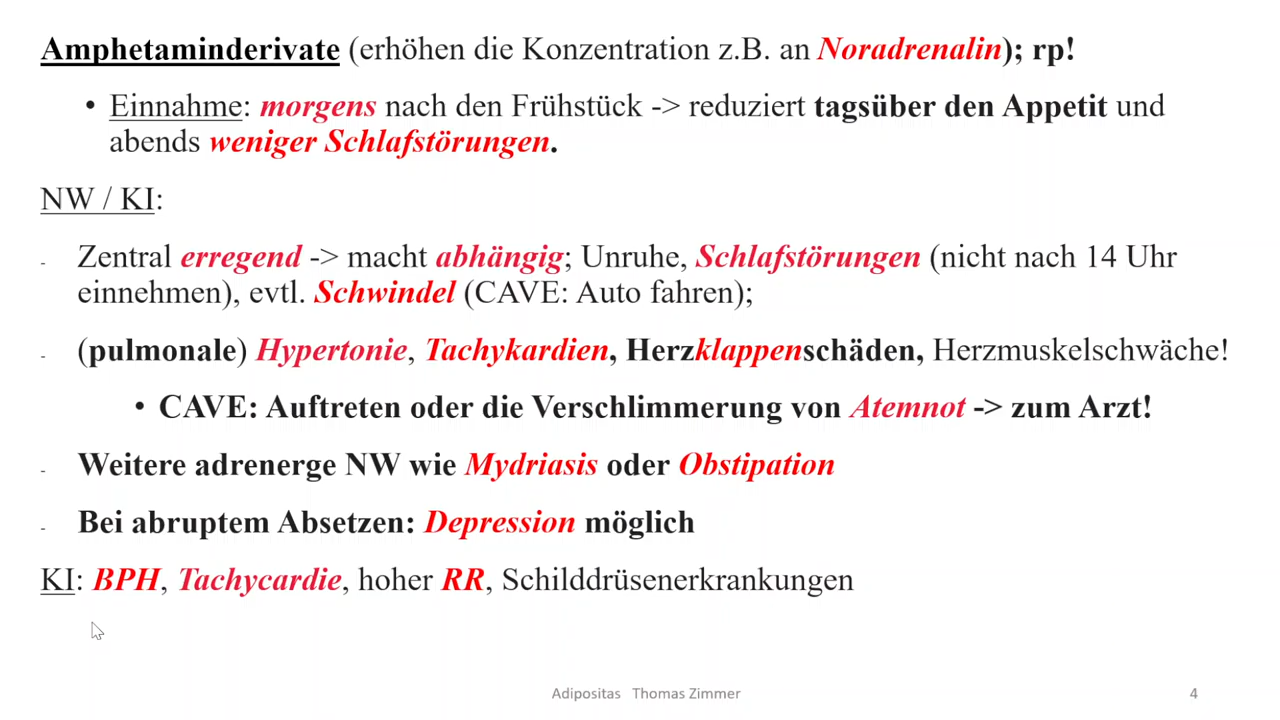 Amphetaminderivate (erhöhen die Konzentration z.B. an Noradrenalin); rp!
• Einnahme: morgens nach den Frühstück -> reduziert tagsüber den Appetit und
abends weniger Schlafstörungen.
NW / KI:
- Zentral erregend -> macht abhängig; Unruhe, Schlafstörungen (nicht nach 14 Uhr
einnehmen), evtl. Schwindel (CAVE: Auto fahren);
- (pulmonale) Hypertonie, Tachykardien, Herzklappenschäden, Herzmuskelschwäche!
• CAVE: Auftreten oder die Verschlimmerung von Atemnot -> zum Arzt!
- Weitere adrenerge NW wie Mydriasis oder Obstipation
- Bei abruptem Absetzen: Depression möglich
KI: BPH, Tachycardie, hoher RR, Schilddrüsenerkrankungen
Adipositas Thomas Zimmer
4